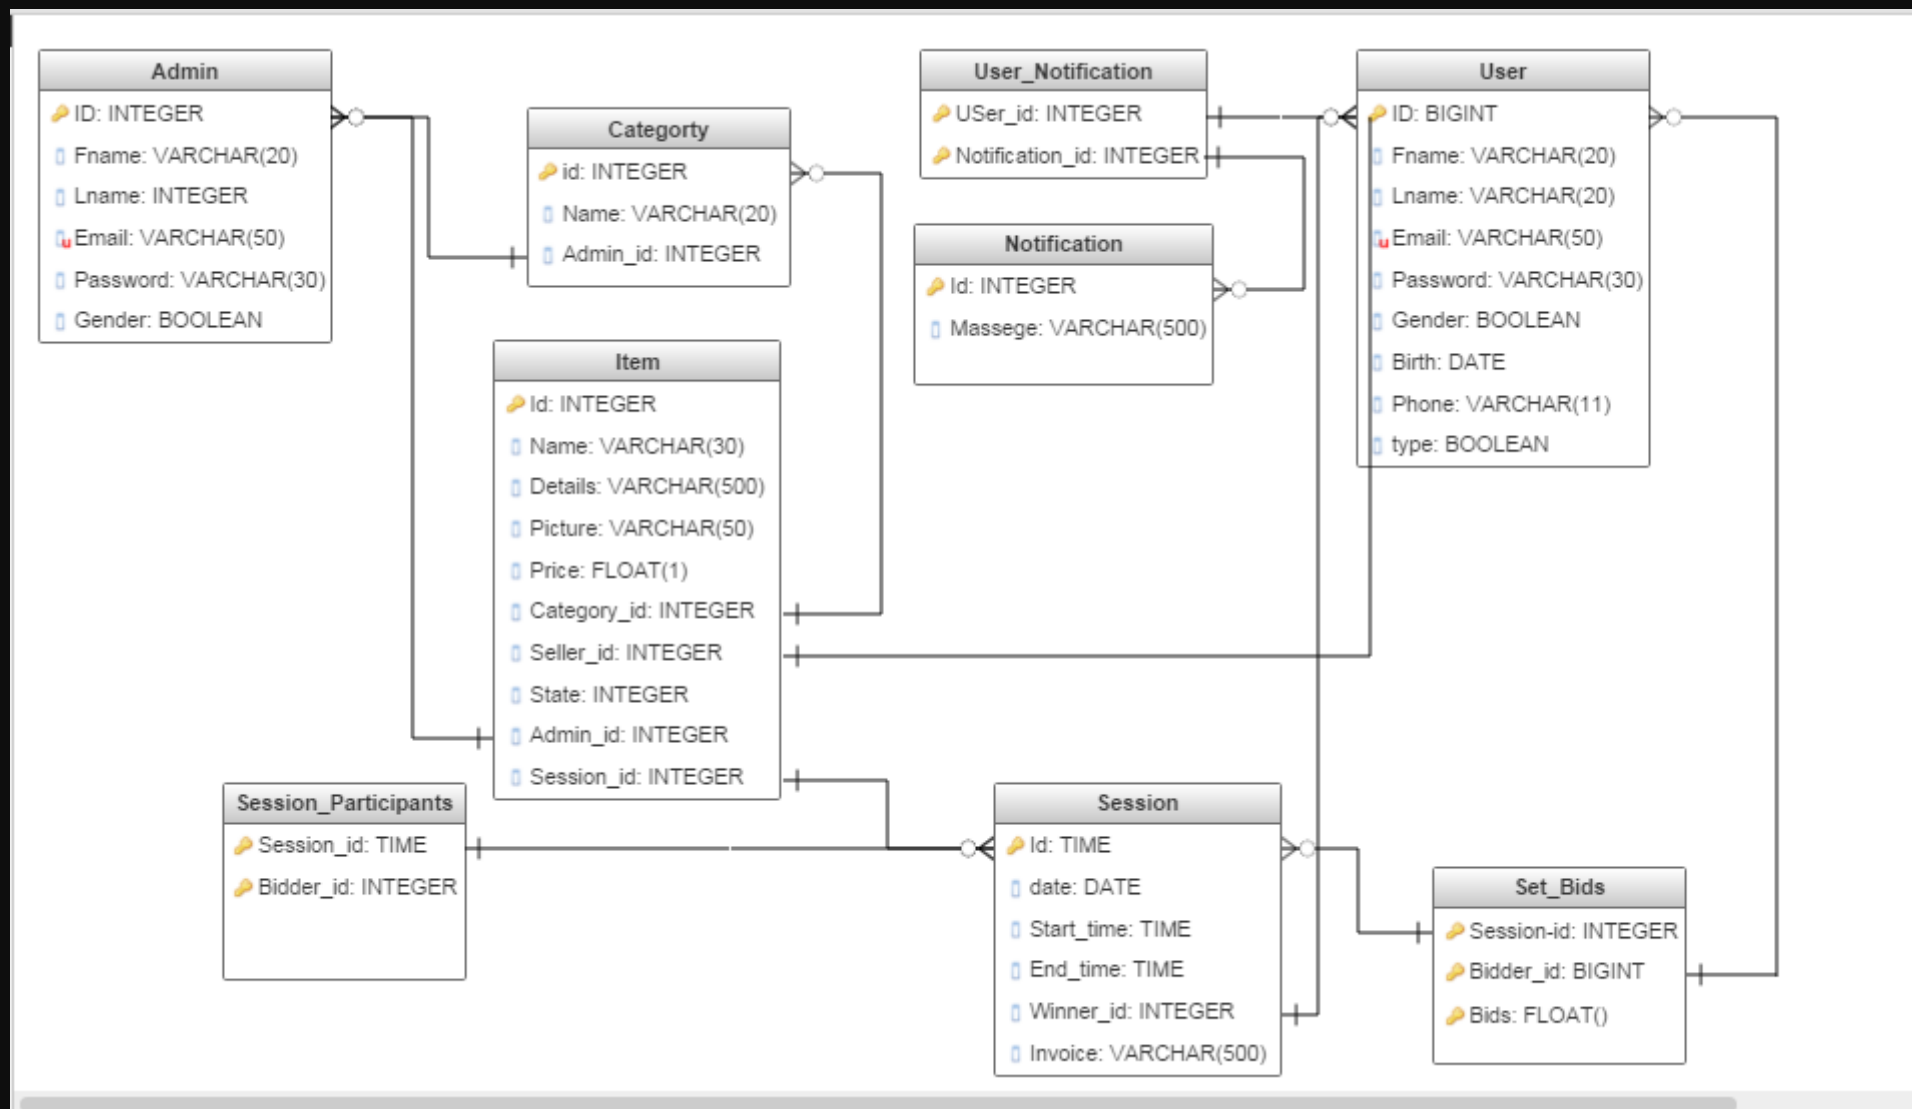 Admin
ID: INTEGER
Fname: VARCHAR(20)
Lname: INTEGER
Email: VARCHAR(50)
Password: VARCHAR(30)
Gender: BOOLEAN
Categorty
id: INTEGER
Name: VARCHAR(20)
Admin_id: INTEGER
User_Notification
USer_id: INTEGER
Notification_id: INTEGER
Notification
Id: INTEGER
Massege: VARCHAR(500)
User
ID: BIGINT
Fname: VARCHAR(20)
Lname: VARCHAR(20)
Email: VARCHAR(50)
Password: VARCHAR(30)
Gender: BOOLEAN
Birth: DATE
Phone: VARCHAR(11)
type: BOOLEAN
Item
Id: INTEGER
Name: VARCHAR(30)
Details: VARCHAR(500)
Picture: VARCHAR(50)
Price: FLOAT(1)
Category_id: INTEGER
Seller_id: INTEGER
State: INTEGER
Admin_id: INTEGER
Session_id: INTEGER
Session_Participants
Session_id: TIME
Bidder_id: INTEGER
Session
Id: TIME
date: DATE
Start_time: TIME
End_time: TIME
Winner_id: INTEGER
Invoice: VARCHAR(500)
Set_Bids
Session-id: INTEGER
Bidder_id: BIGINT
Bids: FLOAT()